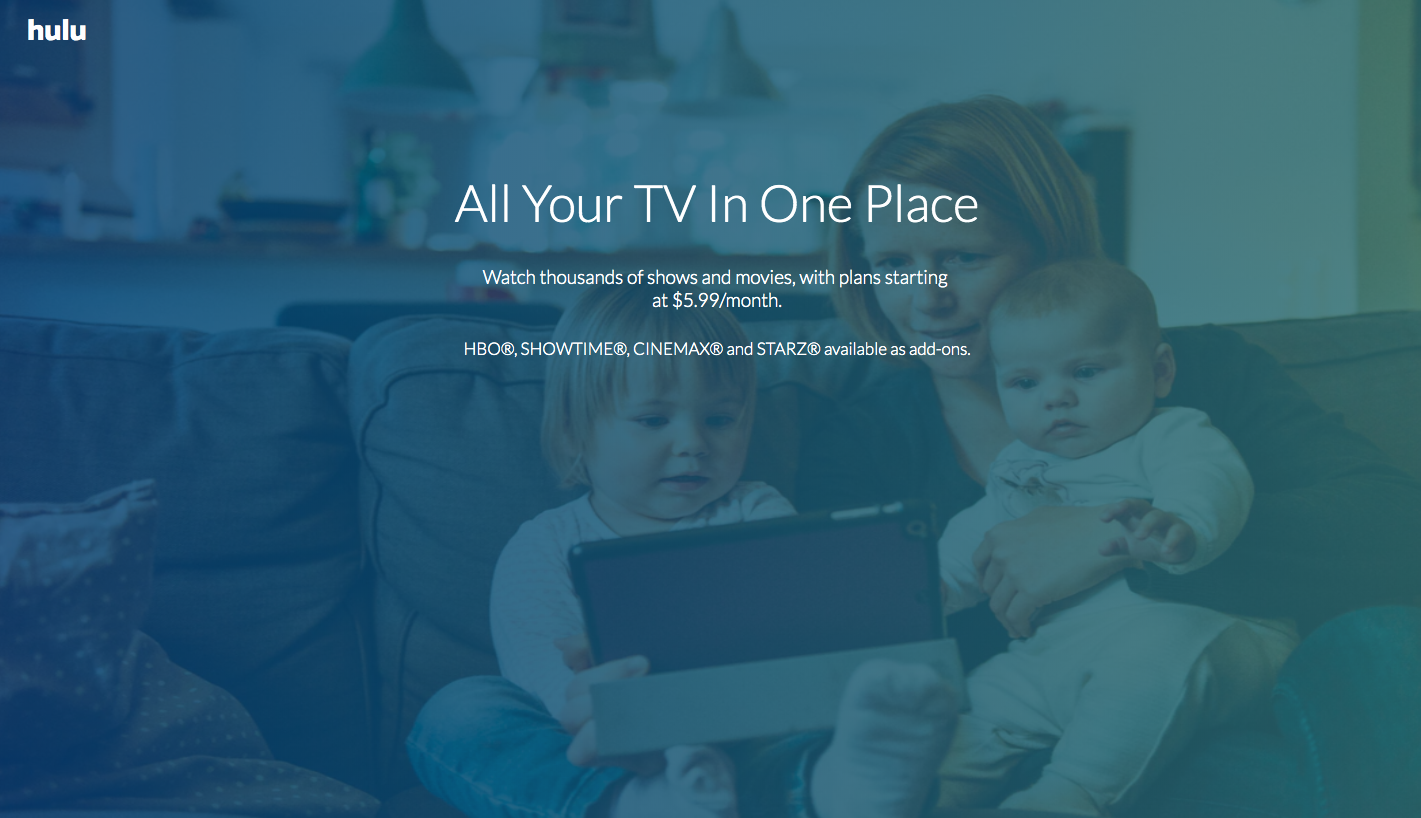 hulu
All Your TV In One Place
Watch thousands of shows and movies, with plans starting
at $5.99/month.
HBO®, SHOWTIME®, CINEMAX® and STARZ® available as add-ons.